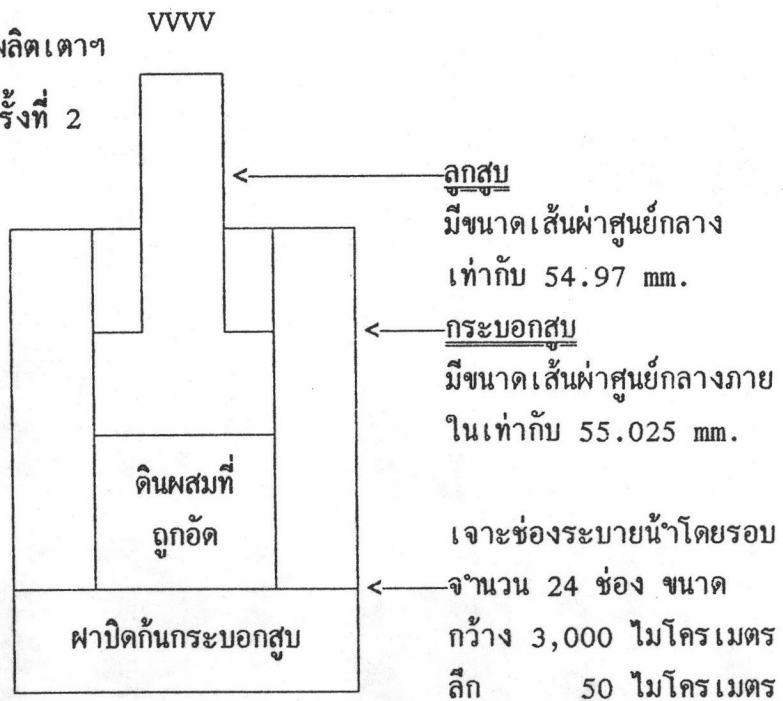 VVVV
ผลิตเตาฯ
รั้งที่ 2
ลูกสูบ
มีขนาดเส้นผ่าศูนย์กลาง
เท่ากับ 54.97 mm.
กระบอกสูบ
มีขนาดเส้นผ่าศูนย์กลางภาย
ในเท่ากับ 55.025 mm.
ดินผสมที่
ถูกอัด
เจาะช่องระบายน้ำโดยรอบ
จำนวน 24 ช่อง ขนาด
กว้าง 3,000 ไมโครเมตร
ลึก 50 ไมโครเมตร
ฝาปิดก้นกระบอกสูบ